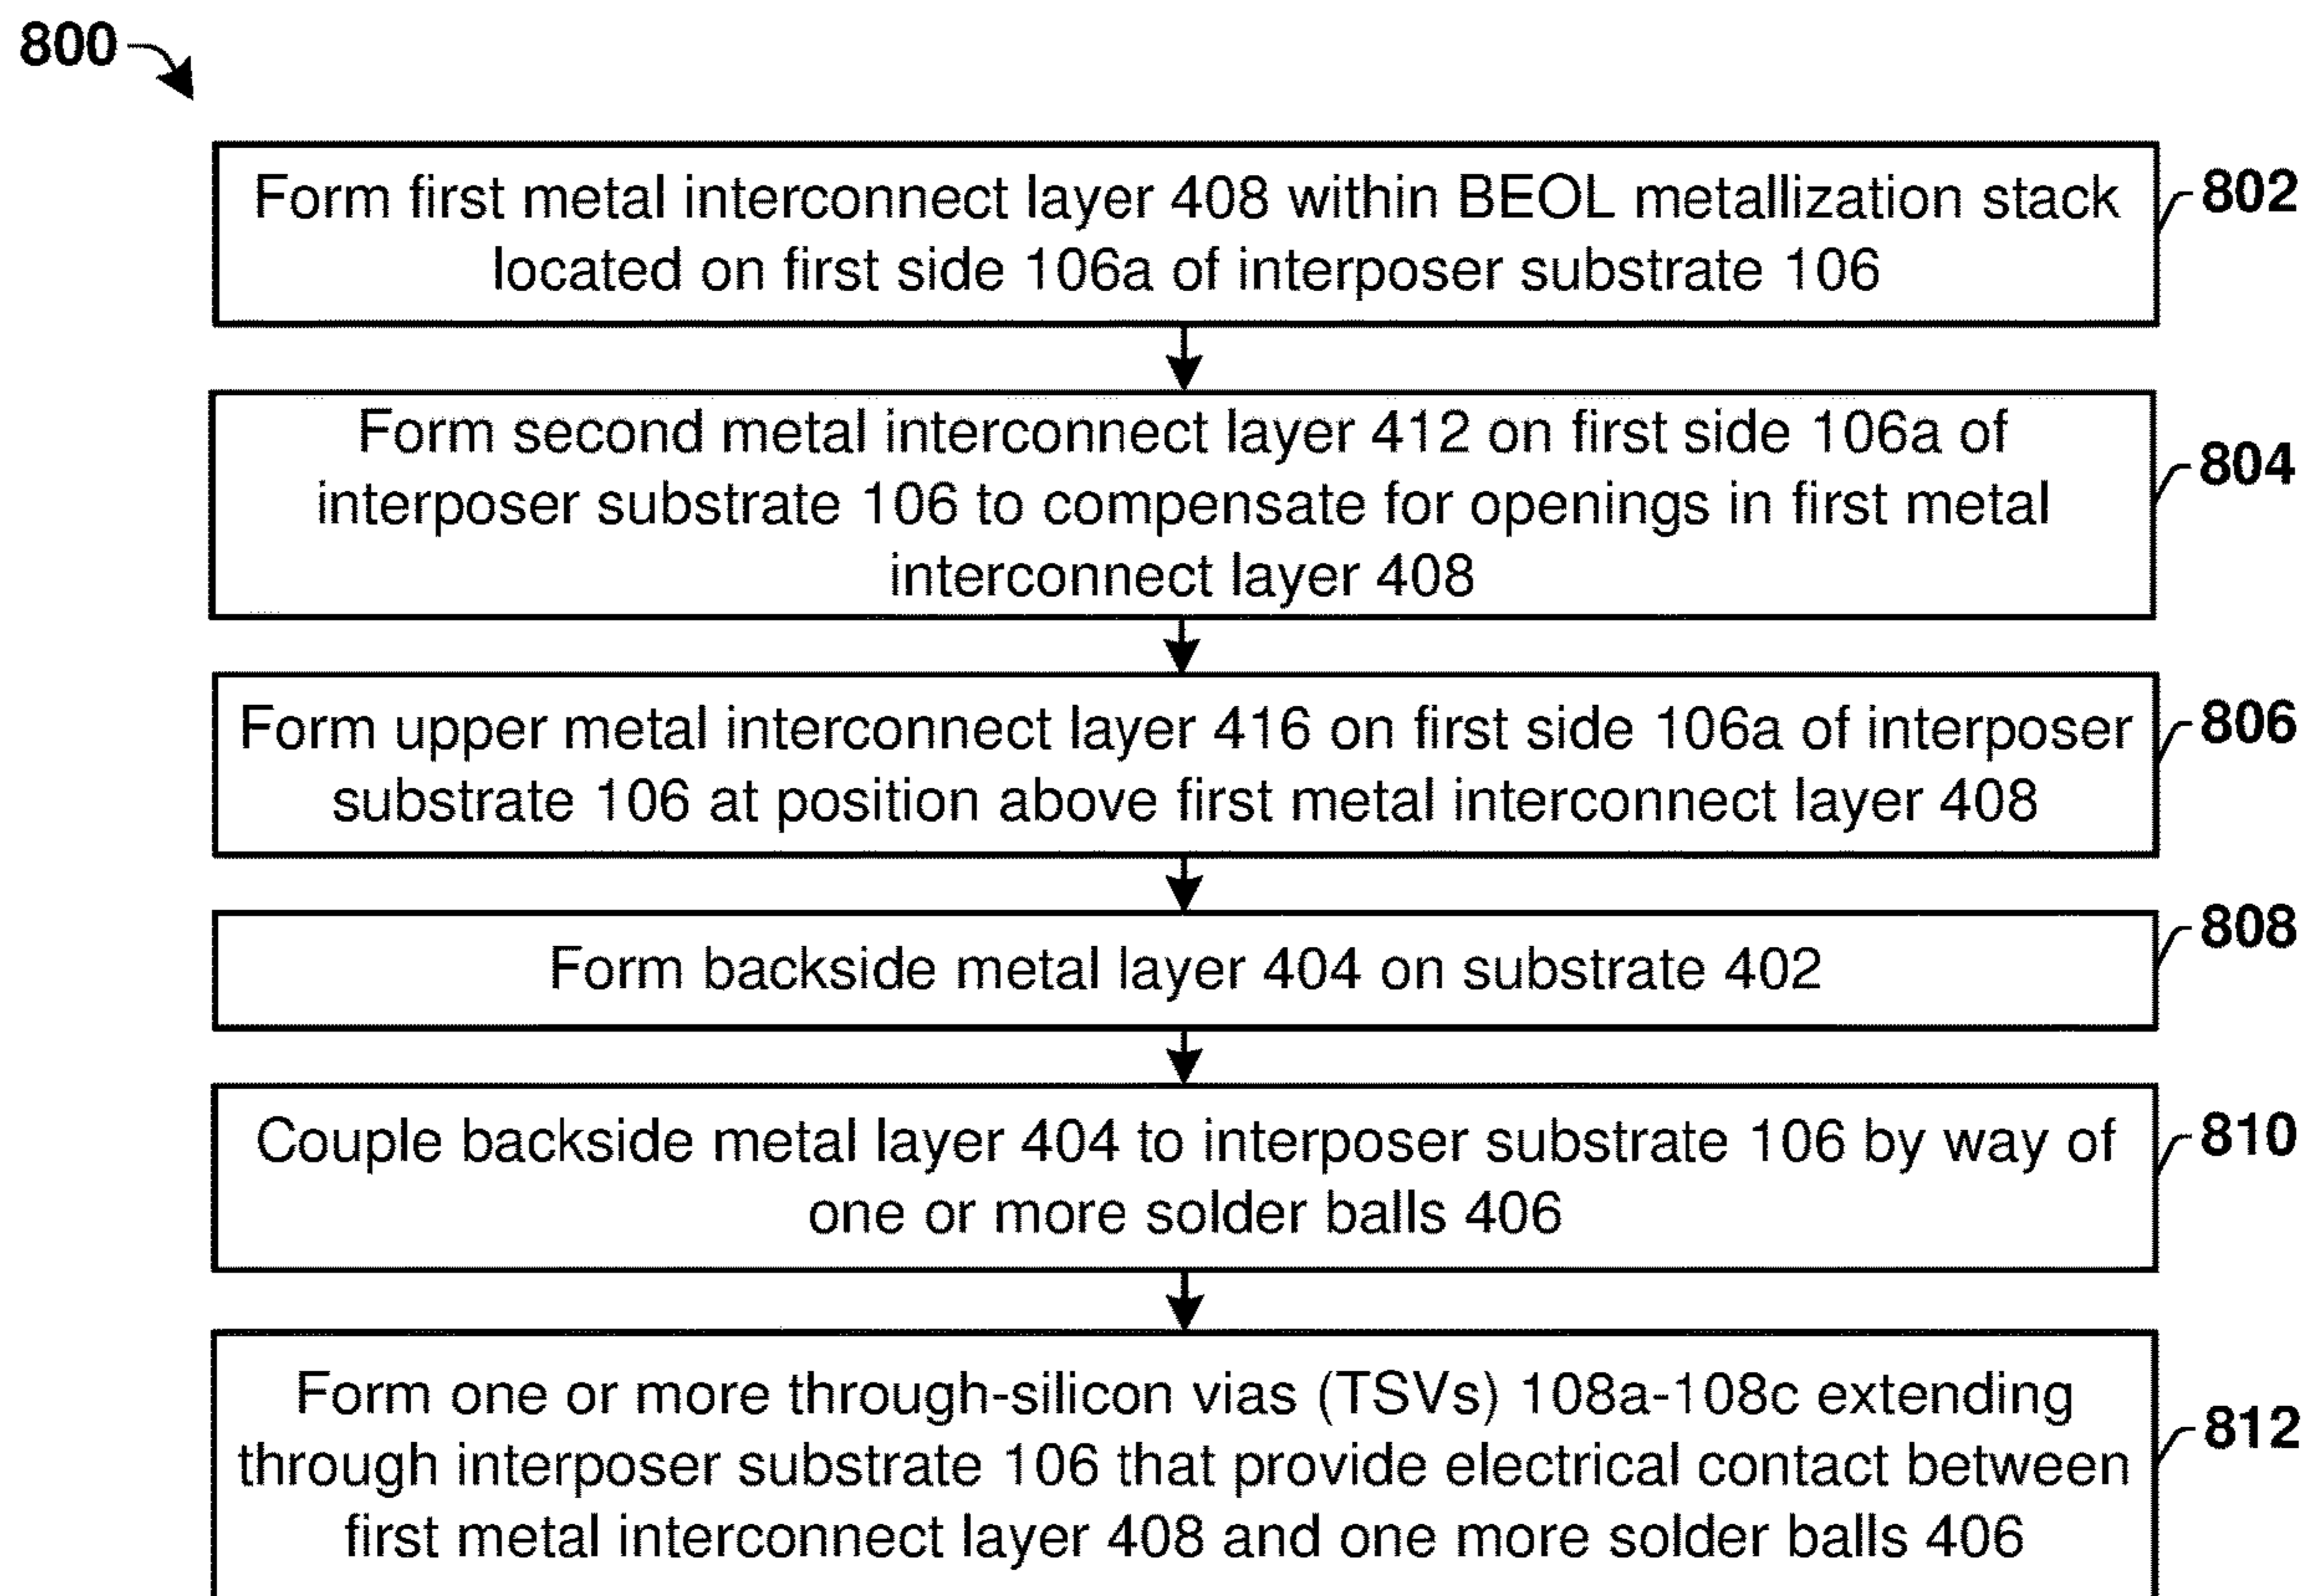 800
Form first metal interconnect layer 408 within BEOL metallization stack
located on first side 106a of interposer substrate 106
802
Form second metal interconnect layer 412 on first side 106a of
interposer substrate 106 to compensate for openings in first metal
interconnect layer 408
804
Form upper metal interconnect layer 416 on first side 106a of interposer
substrate 106 at position above first metal interconnect layer 408
806
Form backside metal layer 404 on substrate 402
808
Couple backside metal layer 404 to interposer substrate 106 by way of
one or more solder balls 406
810
Form one or more through-silicon vias (TSVs) 108a-108c extending
through interposer substrate 106 that provide electrical contact between
first metal interconnect layer 408 and one more solder balls 406
812